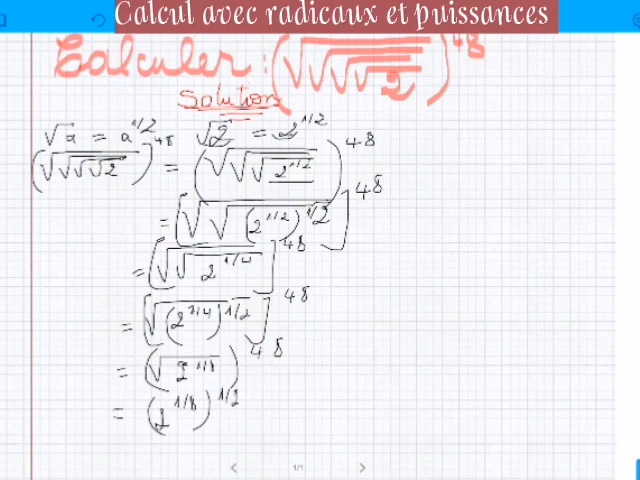 Calcul avec radicaux et puissances
Calculer : (√√√√2)^48
Solution
√a = a^1/2 √2 = 2^1/2
(√√√√2)^48 = (√√√2^1/2)^48
= [√√(2^1/2)^1/2]^48
= [√√2^1/4]^48
= [√(2^1/4)^1/2]^48
= (√2^1/8)^48
= (2^1/8)^1/2
1/1